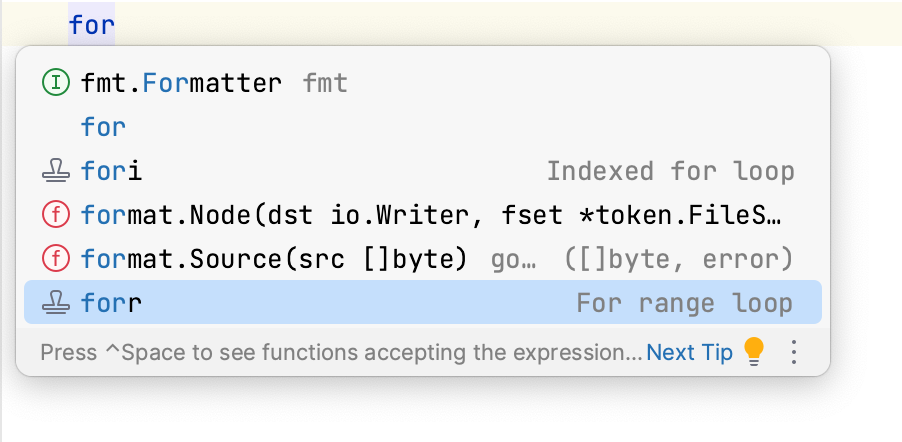 for
I fmt.Formatter fmt
for
fori Indexed for loop
f format.Node(dst io.Writer, fset *token.FileS…
f format.Source(src []byte) go… ([]byte, error)
forr For range loop
Press ^Space to see functions accepting the expression… Next Tip